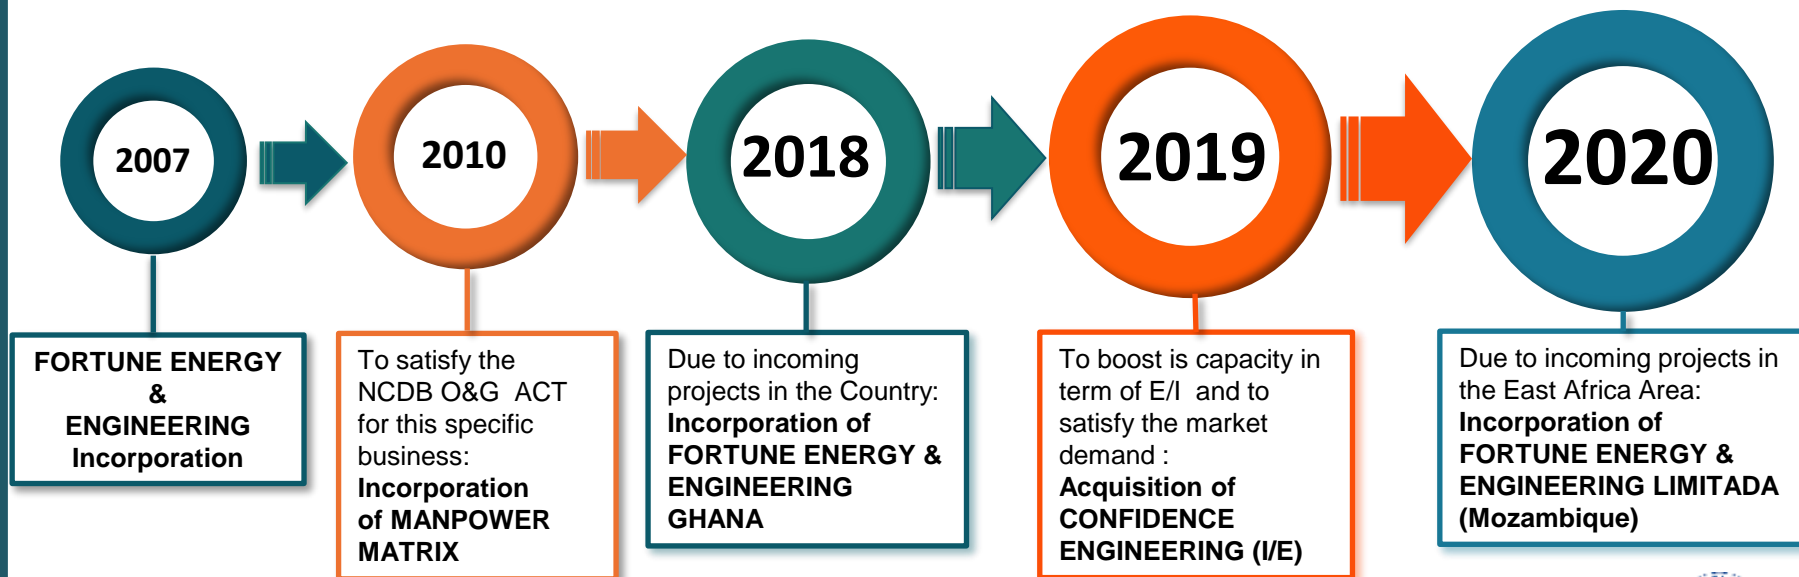 2007
2010
2018
2019
2020
FORTUNE ENERGY
&
ENGINEERING
Incorporation
To satisfy the
NCDB O&G ACT
for this specific
business:
Incorporation
of MANPOWER
MATRIX
Due to incoming
projects in the Country:
Incorporation of
FORTUNE ENERGY &
ENGINEERING
GHANA
To boost is capacity in
term of E/I and to
satisfy the market
demand :
Acquisition of
CONFIDENCE
ENGINEERING (I/E)
Due to incoming projects in
the East Africa Area:
Incorporation of
FORTUNE ENERGY &
ENGINEERING LIMITADA
(Mozambique)